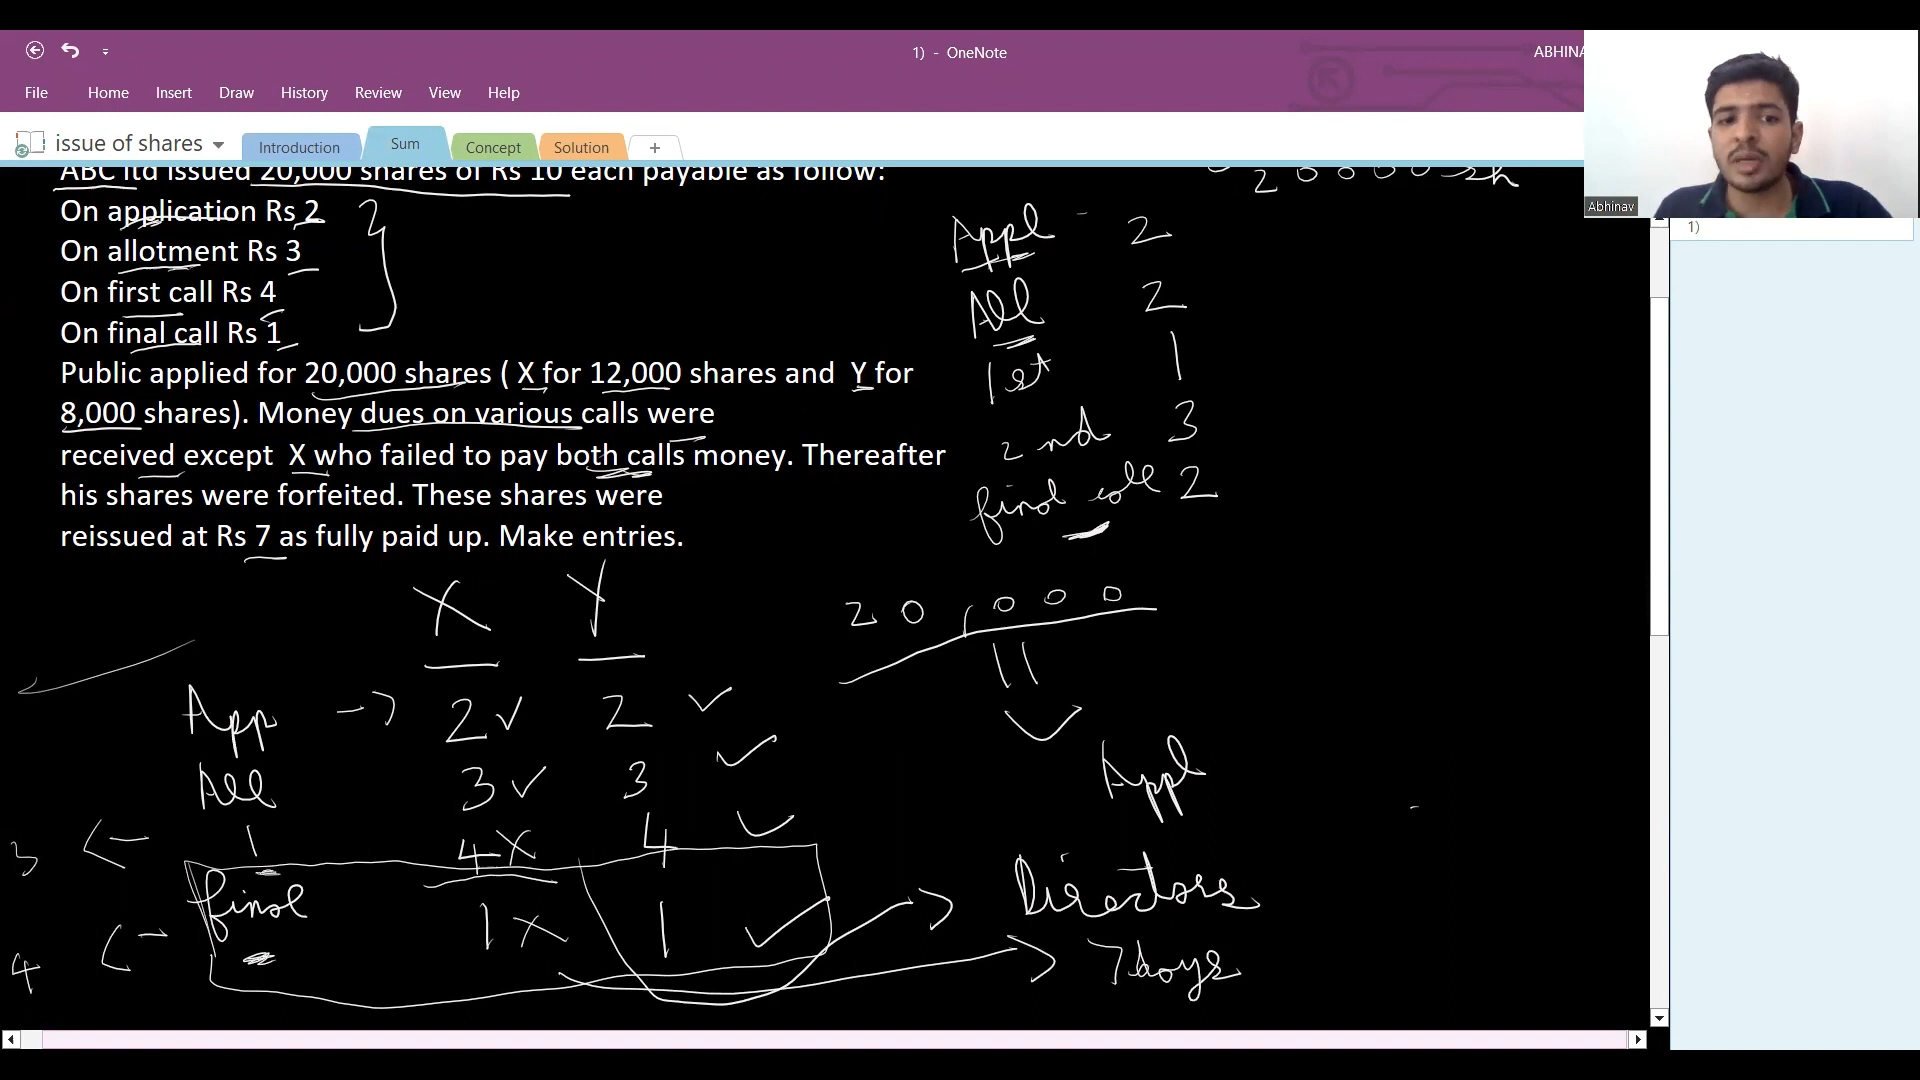 1) - OneNote
ABHINA
File Home Insert Draw History Review View Help
issue of shares Introduction Sum Concept Solution +
Abhinav
1)
ABC ltd issued 20,000 shares of Rs 10 each payable as follow:
On application Rs 2
On allotment Rs 3
On first call Rs 4
On final call Rs 1
Public applied for 20,000 shares ( X for 12,000 shares and Y for
8,000 shares). Money dues on various calls were
received except X who failed to pay both calls money. Thereafter
his shares were forfeited. These shares were
reissued at Rs 7 as fully paid up. Make entries.
20000 sh
Appl 2
All 2
1st 1
2nd 3
final call 2
20,000
Appl
Directors
7 days
X Y
App → 2 ✓ 2 ✓
All 3 ✓ 3 ✓
3 ← 1 4 X 4 ✓
4 ← final 1 X 1 ✓